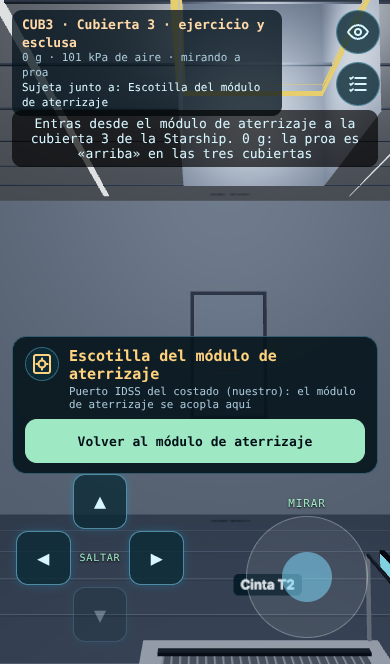 CUB3 · Cubierta 3 · ejercicio y
esclusa
0 g · 101 kPa de aire · mirando a
proa
Sujeta junto a: Escotilla del módulo
de aterrizaje
Entras desde el módulo de aterrizaje a la
cubierta 3 de la Starship. 0 g: la proa es
«arriba» en las tres cubiertas
Escotilla del módulo de
aterrizaje
Puerto IDSS del costado (nuestro): el módulo
de aterrizaje se acopla aquí
Volver al módulo de aterrizaje
MIRAR
SALTAR
Cinta T2